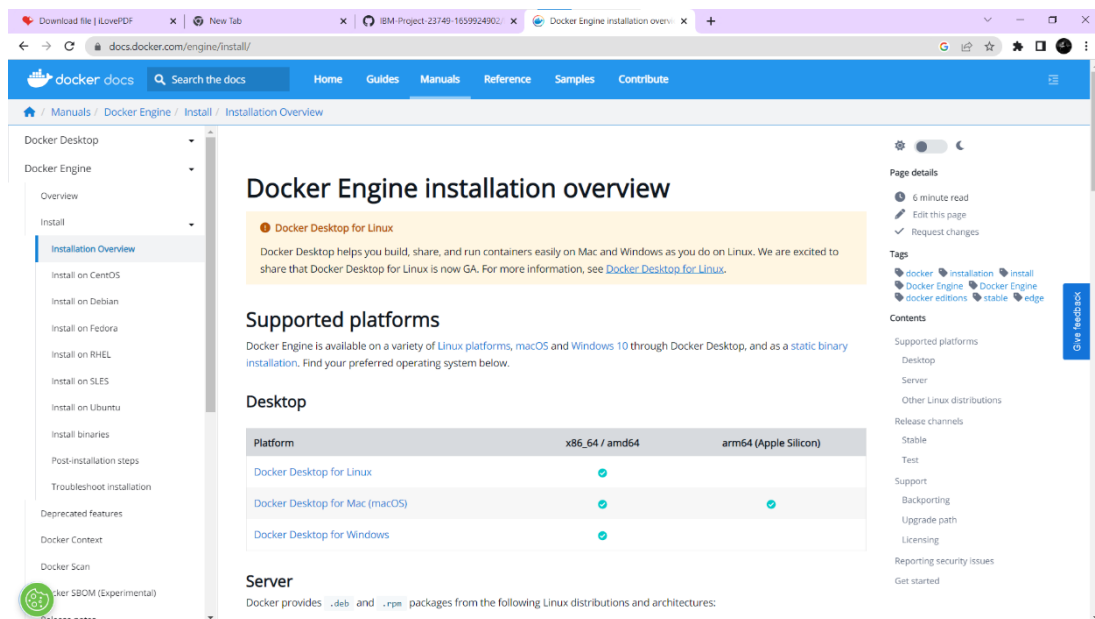 Download file | iLovePDF
New Tab
IBM-Project-23749-1659924902/
Docker Engine installation overvi
docs.docker.com/engine/install/
docker docs
Search the docs
Home
Guides
Manuals
Reference
Samples
Contribute
/ Manuals / Docker Engine / Install / Installation Overview
Docker Desktop
Docker Engine
Overview
Install
Installation Overview
Install on CentOS
Install on Debian
Install on Fedora
Install on RHEL
Install on SLES
Install on Ubuntu
Install binaries
Post-installation steps
Troubleshoot installation
Deprecated features
Docker Context
Docker Scan
cker SBOM (Experimental)
Release notes
Docker Engine installation overview
Docker Desktop for Linux
Docker Desktop helps you build, share, and run containers easily on Mac and Windows as you do on Linux. We are excited to
share that Docker Desktop for Linux is now GA. For more information, see Docker Desktop for Linux.
Supported platforms
Docker Engine is available on a variety of Linux platforms, macOS and Windows 10 through Docker Desktop, and as a static binary
installation. Find your preferred operating system below.
Desktop
Platform x86_64 / amd64 arm64 (Apple Silicon)
Docker Desktop for Linux
Docker Desktop for Mac (macOS)
Docker Desktop for Windows
Server
Docker provides .deb and .rpm packages from the following Linux distributions and architectures:
Page details
6 minute read
Edit this page
Request changes
Tags
docker installation install
Docker Engine Docker Engine
docker editions stable edge
Contents
Supported platforms
Desktop
Server
Other Linux distributions
Release channels
Stable
Test
Support
Backporting
Upgrade path
Licensing
Reporting security issues
Get started
Give feedback